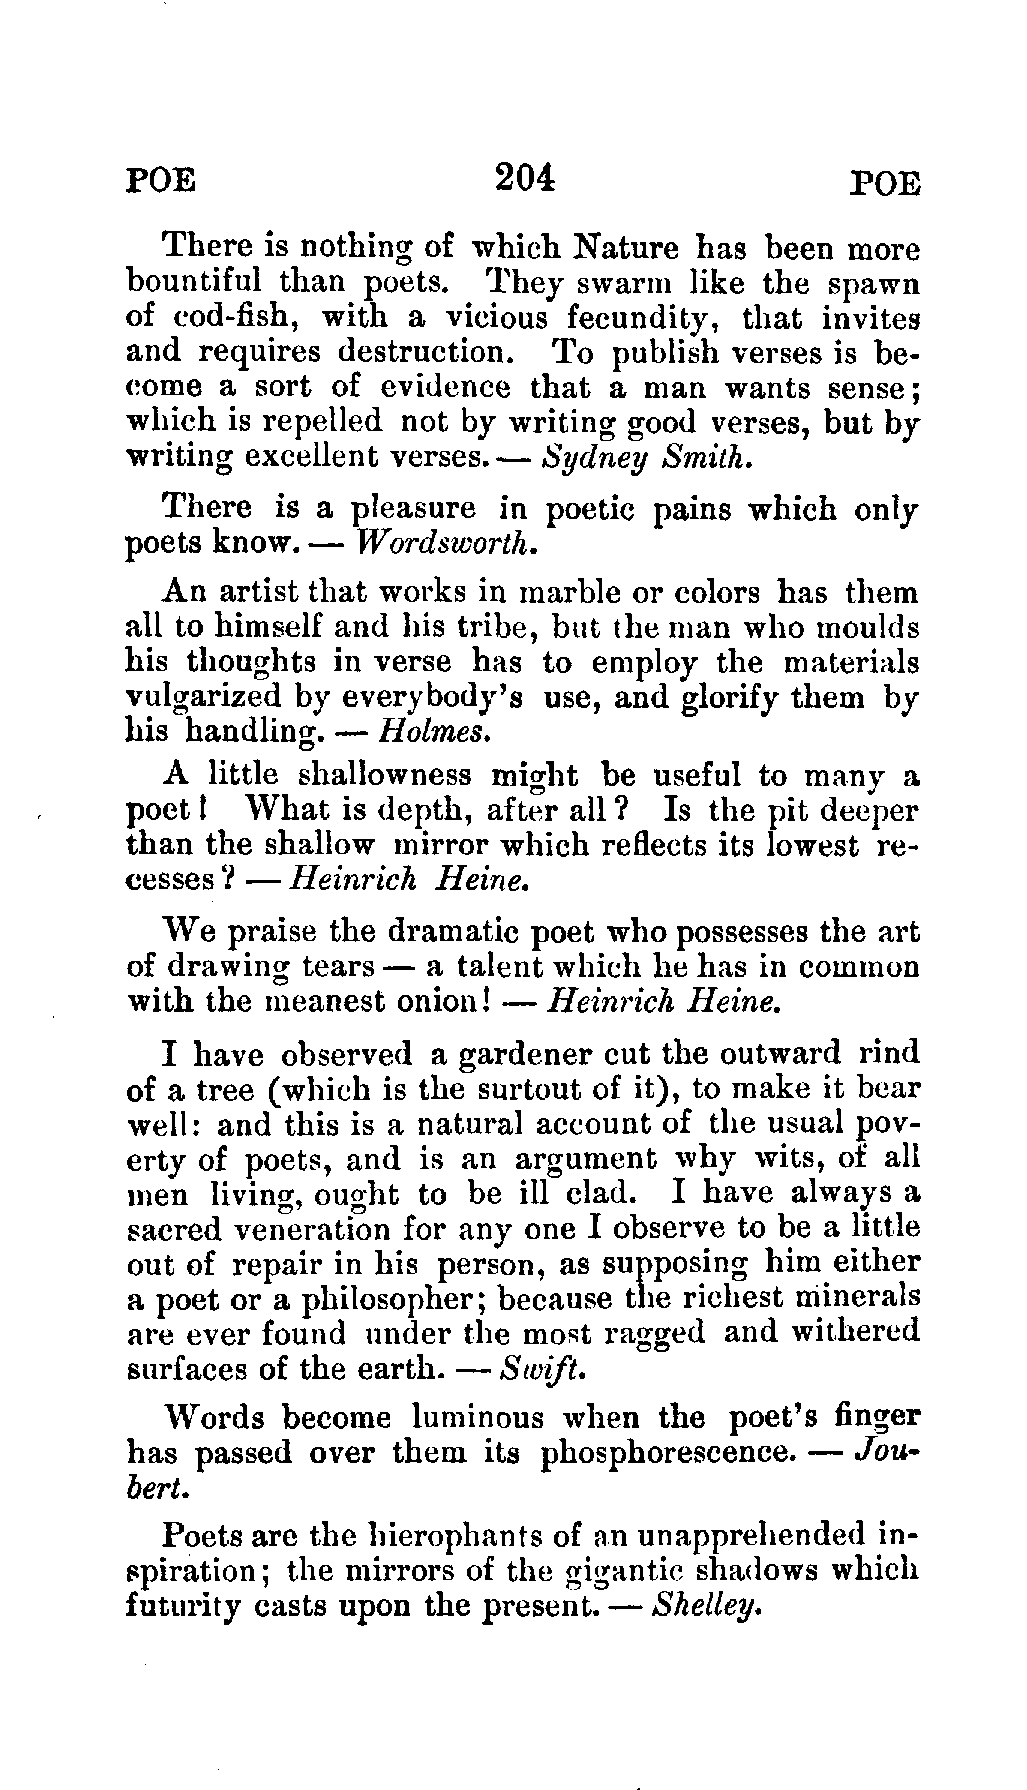 POE 204 POE
There is nothing of which Nature has been more
bountiful than poets. They swarm like the spawn
of cod-fish, with a vicious fecundity, that invites
and requires destruction. To publish verses is be-
come a sort of evidence that a man wants sense;
which is repelled not by writing good verses, but by
writing excellent verses. — Sydney Smith.
There is a pleasure in poetic pains which only
poets know. — Wordsworth.
An artist that works in marble or colors has them
all to himself and his tribe, but the man who moulds
his thoughts in verse has to employ the materials
vulgarized by everybody's use, and glorify them by
his handling. — Holmes.
A little shallowness might be useful to many a
poet! What is depth, after all? Is the pit deeper
than the shallow mirror which reflects its lowest re-
cesses? — Heinrich Heine.
We praise the dramatic poet who possesses the art
of drawing tears — a talent which he has in common
with the meanest onion! — Heinrich Heine.
I have observed a gardener cut the outward rind
of a tree (which is the surtout of it), to make it bear
well: and this is a natural account of the usual pov-
erty of poets, and is an argument why wits, of all
men living, ought to be ill clad. I have always a
sacred veneration for any one I observe to be a little
out of repair in his person, as supposing him either
a poet or a philosopher; because the richest minerals
are ever found under the most ragged and withered
surfaces of the earth. — Swift.
Words become luminous when the poet's finger
has passed over them its phosphorescence. — Jou-
bert.
Poets are the hierophants of an unapprehended in-
spiration; the mirrors of the gigantic shadows which
futurity casts upon the present. — Shelley.